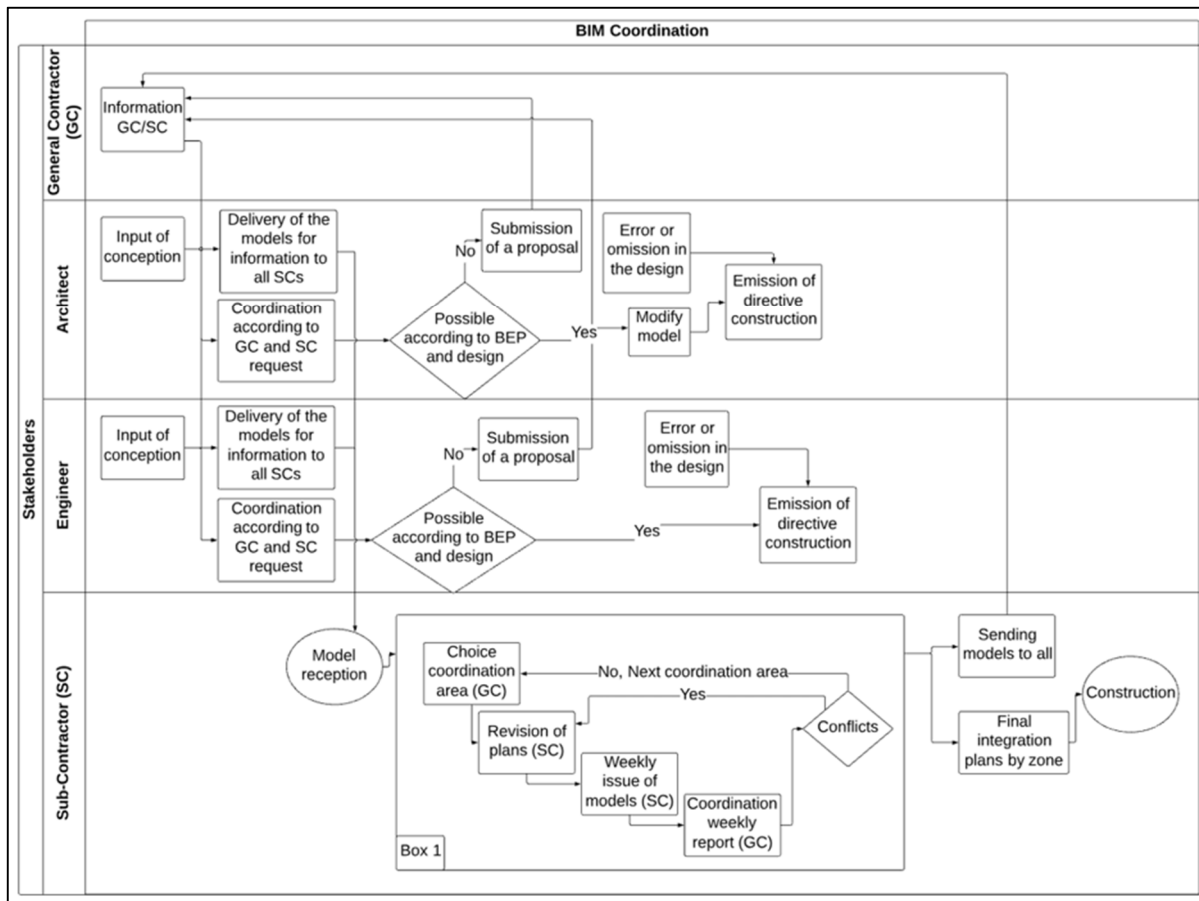 BIM Coordination
Stakeholders
General Contractor
(GC)
Information
GC/SC
Architect
Input of
conception
Delivery of the
models for
information to
all SCs
Coordination
according to
GC and SC
request
Possible
according to BEP
and design
No
Submission
of a proposal
Yes
Error or
omission in
the design
Modify
model
Emission of
directive
construction
Engineer
Input of
conception
Delivery of the
models for
information to
all SCs
Coordination
according to
GC and SC
request
Possible
according to BEP
and design
No
Submission
of a proposal
Yes
Error or
omission in
the design
Emission of
directive
construction
Sub-Contractor (SC)
Model
reception
Choice
coordination
area (GC)
No, Next coordination area
Yes
Revision of
plans (SC)
Weekly
issue of
models (SC)
Coordination
weekly
report (GC)
Conflicts
Box 1
Sending
models to all
Final
integration
plans by zone
Construction